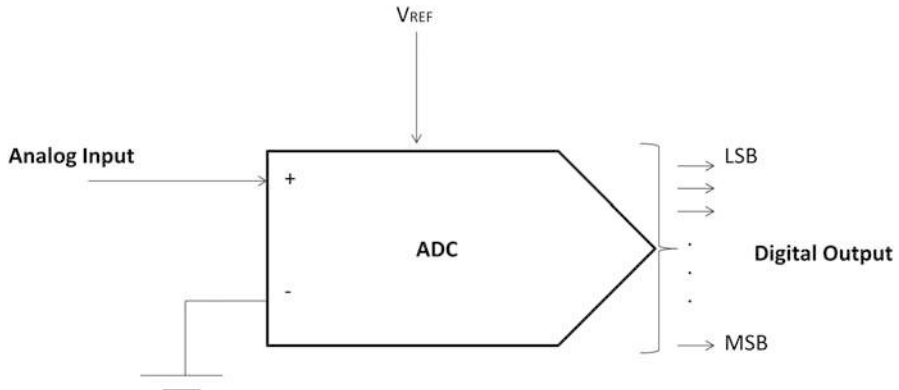 VREF
Analog Input
LSB
+
ADC
Digital Output
-
MSB